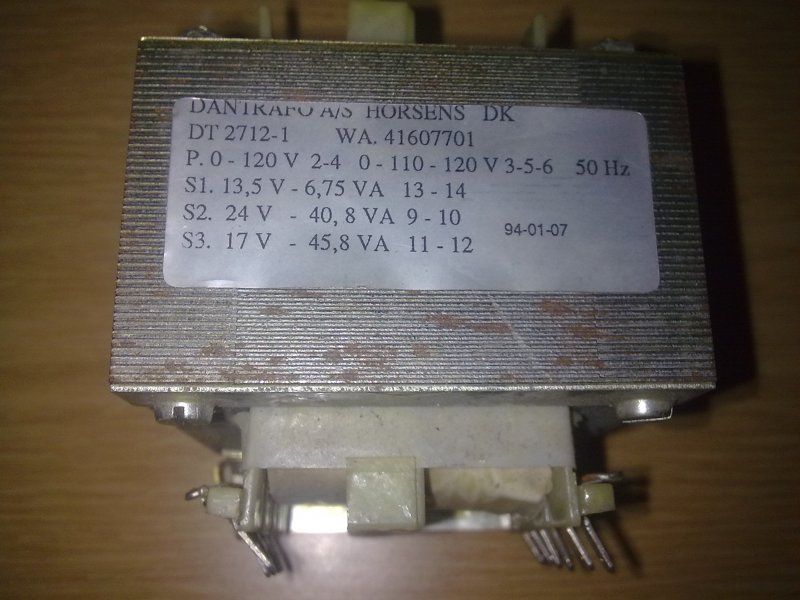 DANTRAFO A/S HORSENS DK
DT 2712-1 WA. 41607701
P. 0 - 120 V 2-4 0 - 110 - 120 V 3-5-6 50 Hz
S1. 13,5 V - 6,75 VA 13 - 14
S2. 24 V - 40, 8 VA 9 - 10
S3. 17 V - 45,8 VA 11 - 12
94-01-07